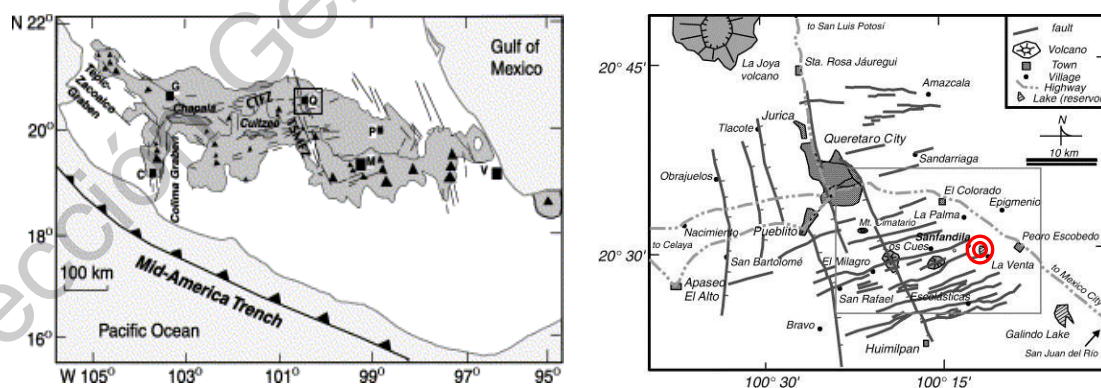 N 22°
20°
18°
16°
W 105°
103°
101°
99°
97°
95°
Gulf of
Mexico
Tepic-
Zacoalco
Graben
G
Chapala
Colima Graben
C
Cuitzeo
Q
P
M
V
100 km
Mid-America Trench
Pacific Ocean
ección Ge
to San Luis Potosí
La Joya
volcano
Sta. Rosa Jáuregui
Amazcala
fault
Volcano
Town
Village
Highway
Lake (reservoir)
N
10 km
20° 45'
20° 30'
100° 30'
100° 15'
Jurica
Tlacote
Queretaro City
Sandarriaga
Obrajuelos
El Colorado
Epigmenio
La Palma
Mt. Cimatario
Nacimiento
Pueblito
to Celaya
Sanfandila
Pedro Escobedo
Los Cues
San Bartolomé
El Milagro
La Venta
to Mexico City
Apaseo
El Alto
San Rafael
Escolásticas
Bravo
Galindo Lake
Huimilpan
San Juan del Río